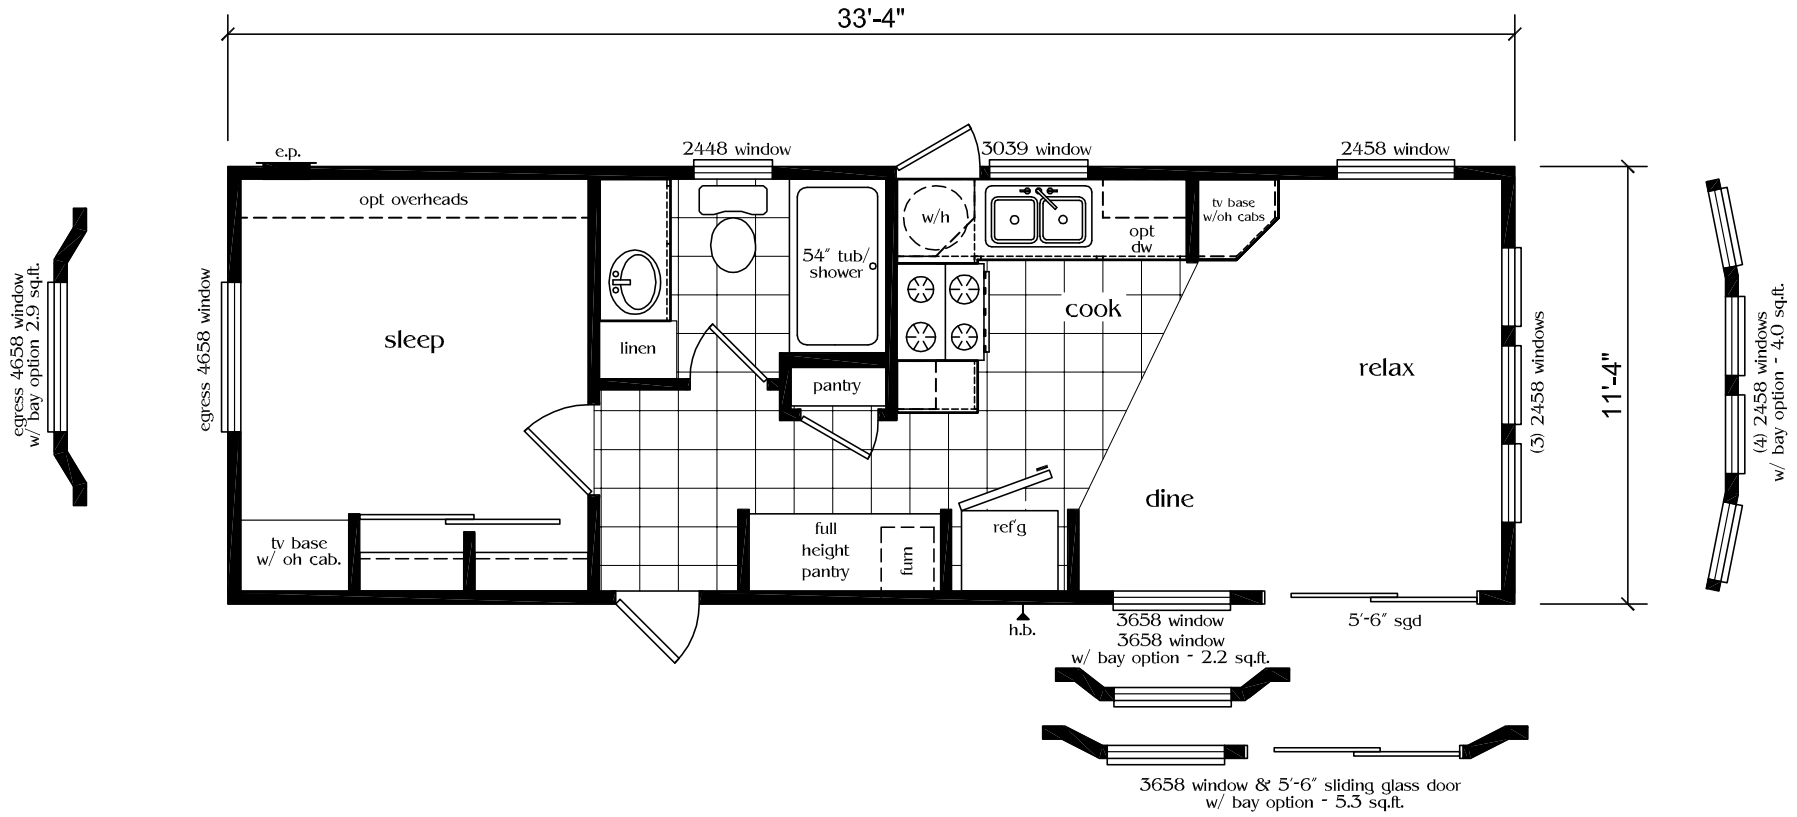 33'-4"
e.p.
2448 window
3039 window
2458 window
opt overheads
w/h
opt
dw
tv base
w/oh cabs
54" tub/
shower
cook
egress 4658 window
w/ bay option 2.9 sq.ft.
egress 4658 window
sleep
linen
pantry
relax
(3) 2458 windows
11'-4"
(4) 2458 windows
w/ bay option - 4.0 sq.ft.
dine
tv base
w/ oh cab.
full
height
pantry
furn
ref'g
h.b.
3658 window
5'-6" sgd
3658 window
w/ bay option - 2.2 sq.ft.
3658 window & 5'-6" sliding glass door
w/ bay option - 5.3 sq.ft.